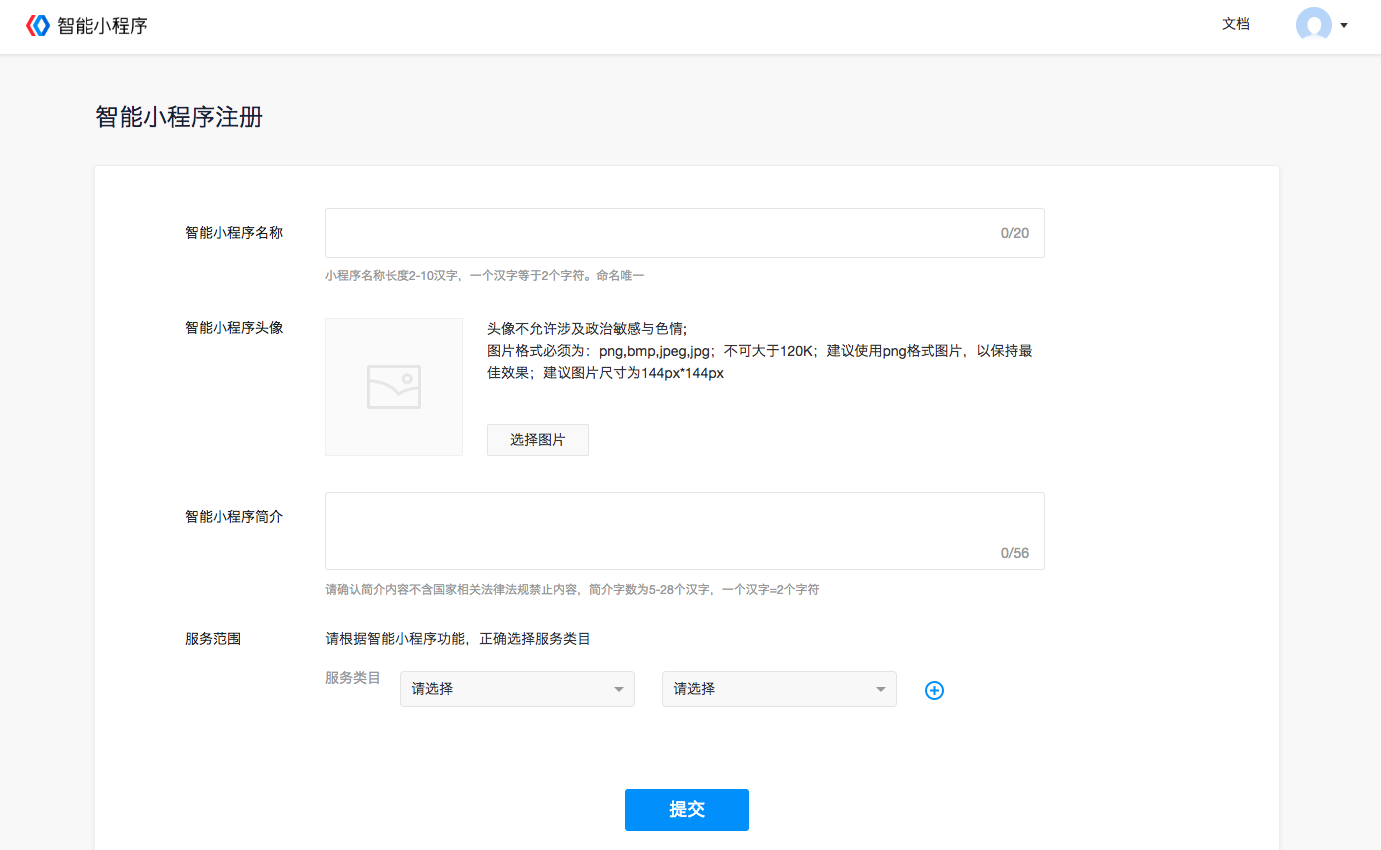 智能小程序
文档
智能小程序注册
智能小程序名称
0/20
小程序名称长度2-10汉字，一个汉字等于2个字符。命名唯一
智能小程序头像
头像不允许涉及政治敏感与色情;
图片格式必须为：png,bmp,jpeg,jpg；不可大于120K；建议使用png格式图片，以保持最
佳效果；建议图片尺寸为144px*144px
选择图片
智能小程序简介
0/56
请确认简介内容不含国家相关法律法规禁止内容，简介字数为5-28个汉字，一个汉字=2个字符
服务范围
请根据智能小程序功能，正确选择服务类目
服务类目
请选择
请选择
提交